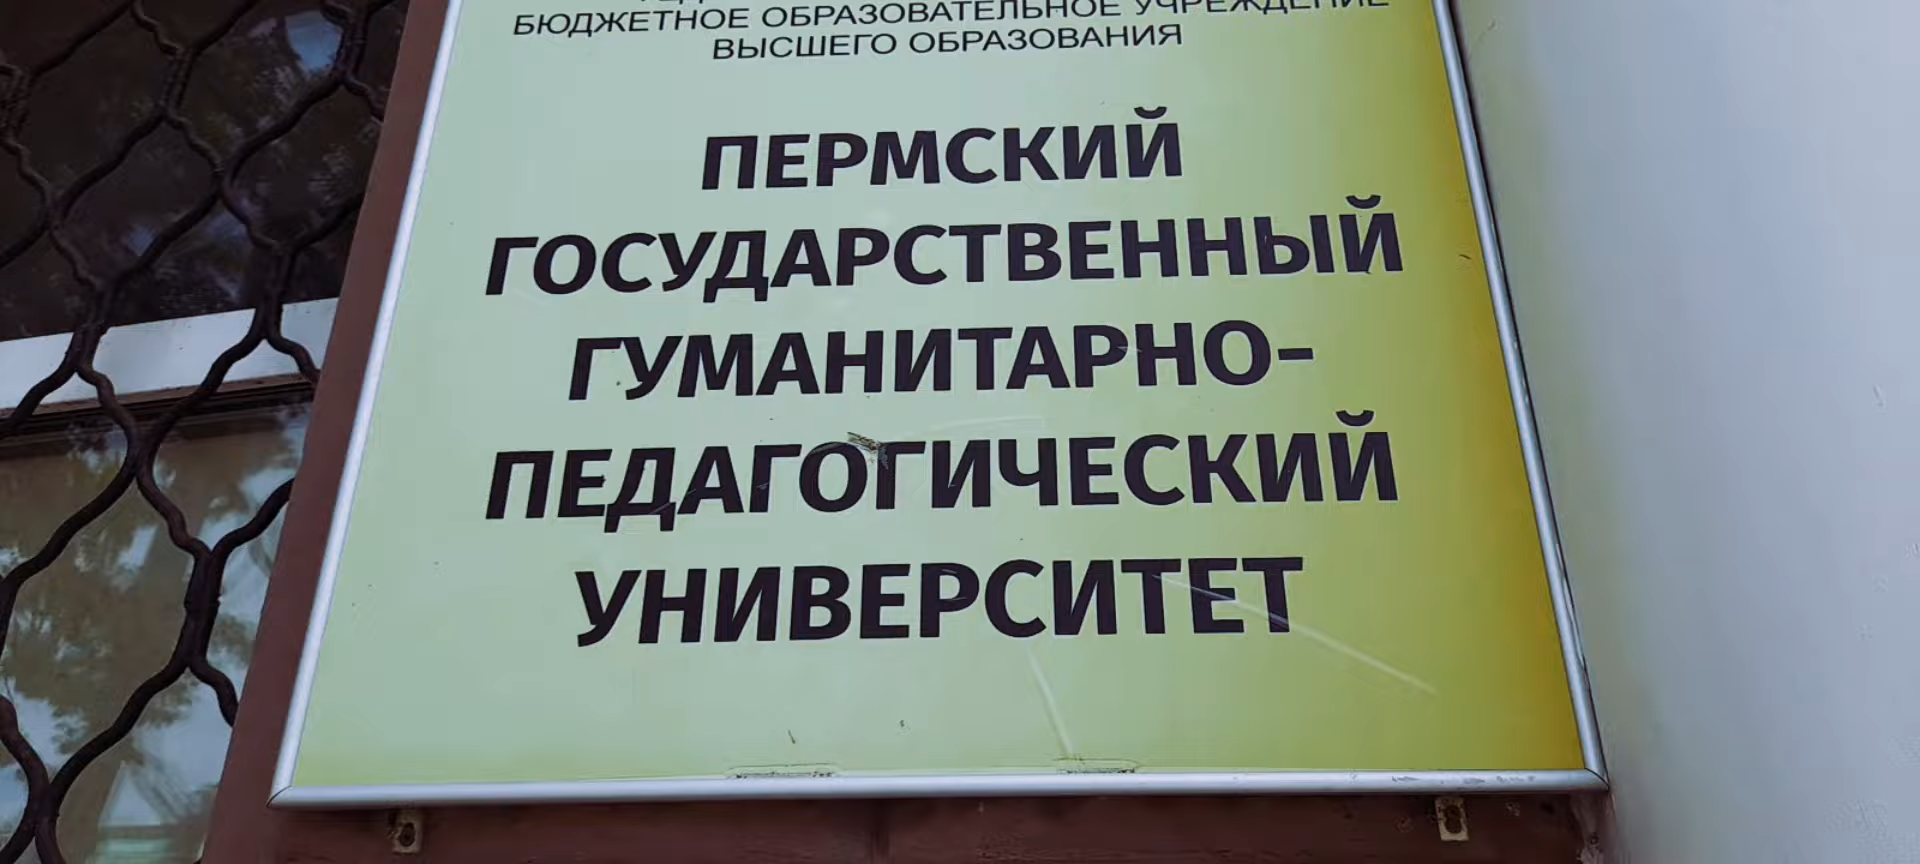 БЮДЖЕТНОЕ ОБРАЗОВАТЕЛЬНОЕ УЧРЕЖДЕНИЕ
ВЫСШЕГО ОБРАЗОВАНИЯ
ПЕРМСКИЙ
ГОСУДАРСТВЕННЫЙ
ГУМАНИТАРНО-
ПЕДАГОГИЧЕСКИЙ
УНИВЕРСИТЕТ